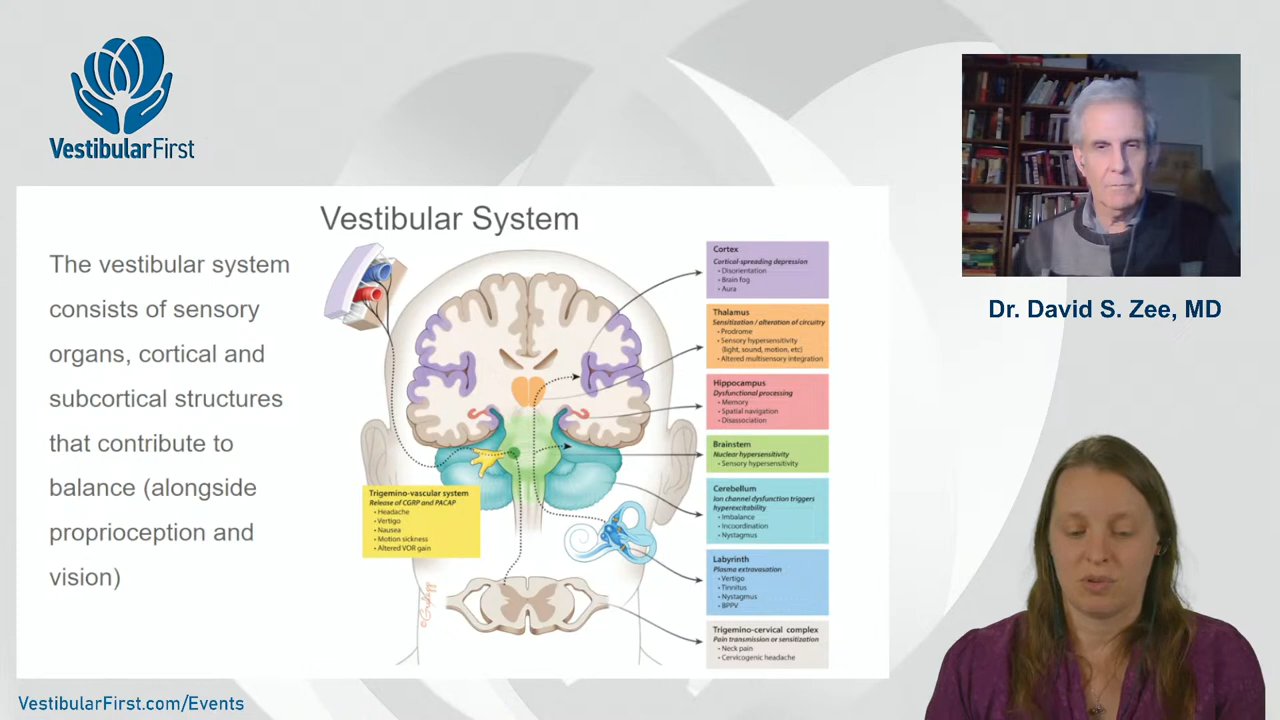 VestibularFirst
Vestibular System
The vestibular system
consists of sensory
organs, cortical and
subcortical structures
that contribute to
balance (alongside
proprioception and
vision)
Trigemino-vascular system
Release of CGRP and PACAP
• Headache
• Vertigo
• Nausea
• Motion sickness
• Altered VOR gain
Cortex
Cortical-spreading depression
• Disorientation
• Brain fog
• Aura
Thalamus
Sensitization / alteration of circuitry
• Prodrome
• Sensory hypersensitivity
(light, sound, motion, etc)
• Altered multisensory integration
Hippocampus
Dysfunctional processing
• Memory
• Spatial navigation
• Disassociation
Brainstem
Nuclear hypersensitivity
• Sensory hypersensitivity
Cerebellum
Ion channel dysfunction triggers
hyperexcitability
• Imbalance
• Incoordination
• Nystagmus
Labyrinth
Plasma extravasation
• Vertigo
• Tinnitus
• Nystagmus
• BPPV
Trigemino-cervical complex
Pain transmission or sensitization
• Neck pain
• Cervicogenic headache
Dr. David S. Zee, MD
VestibularFirst.com/Events